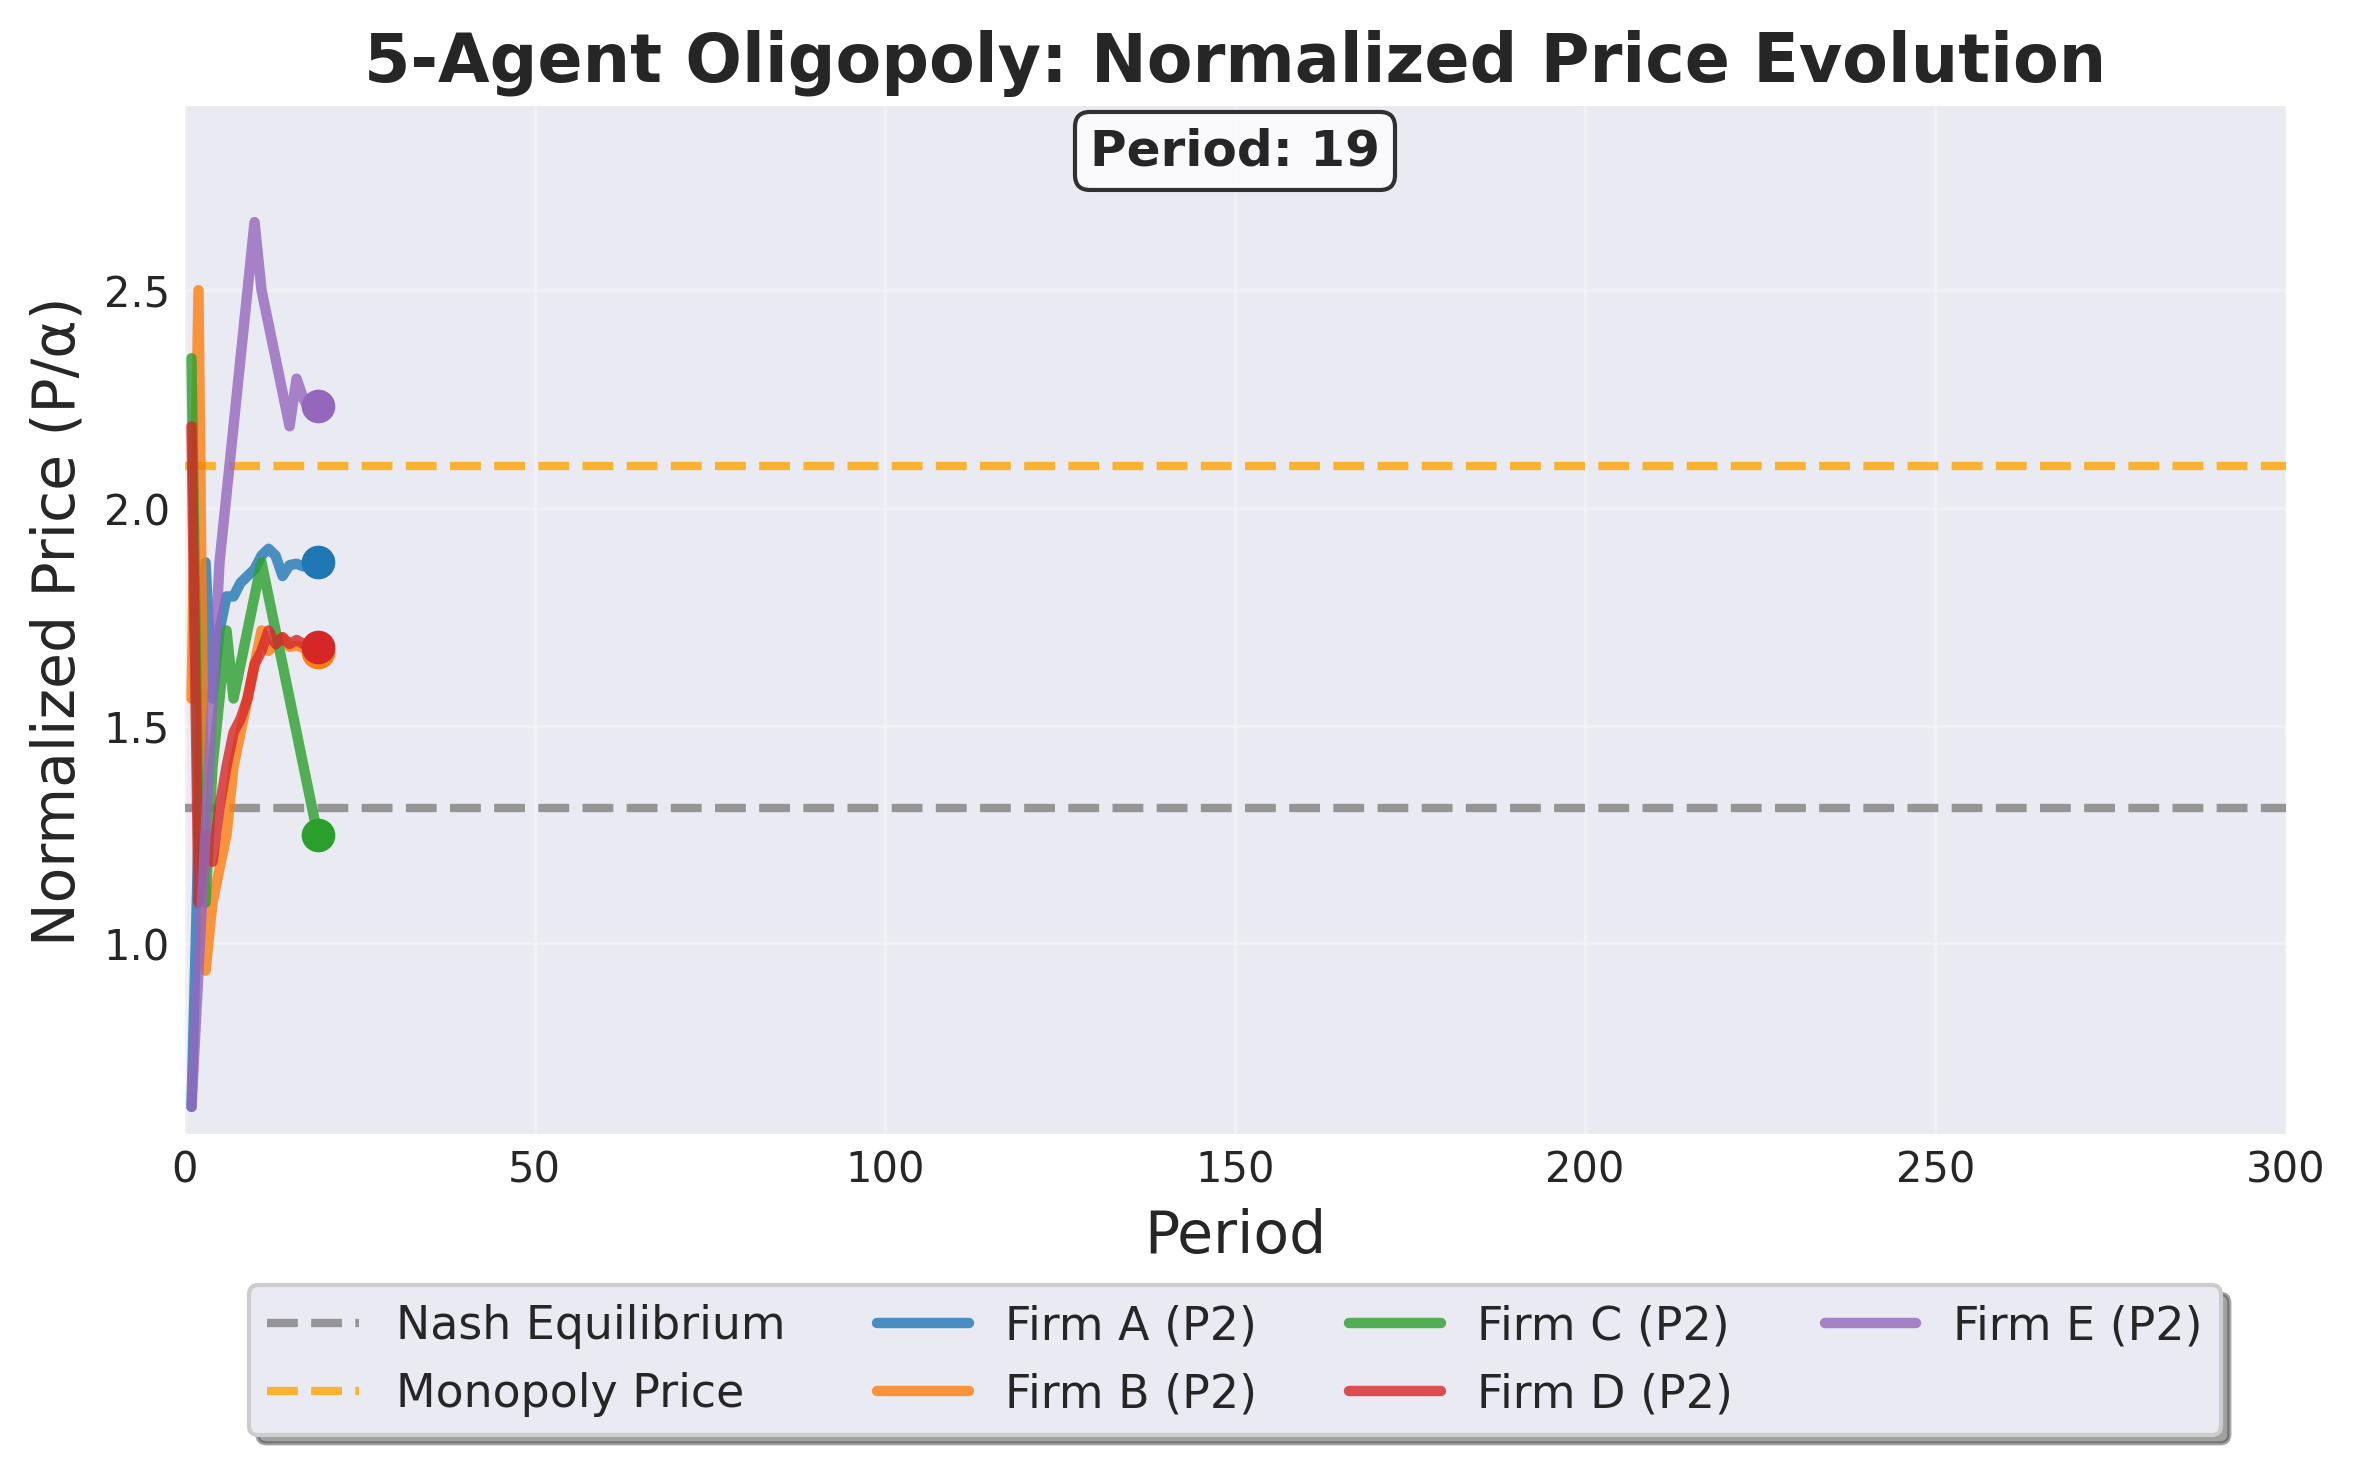 5-Agent Oligopoly: Normalized Price Evolution
Period: 19
Normalized Price (P/α)
2.5
2.0
1.5
1.0
0 50 100 150 200 250 300
Period
Nash Equilibrium Firm A (P2) Firm C (P2) Firm E (P2)
Monopoly Price Firm B (P2) Firm D (P2)